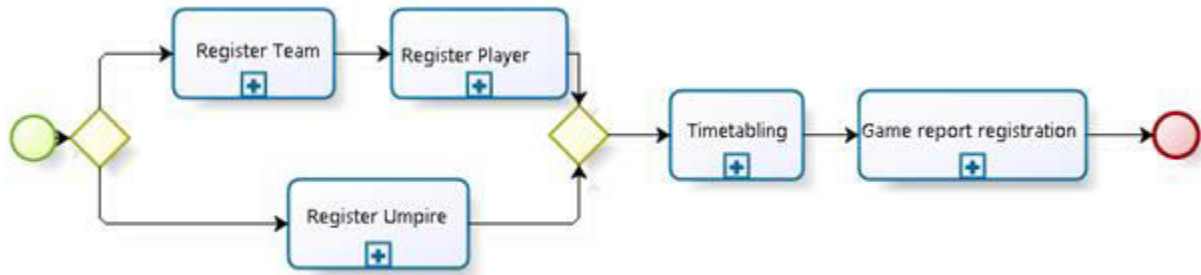 Register Team
Register Player
Register Umpire
Timetabling
Game report registration